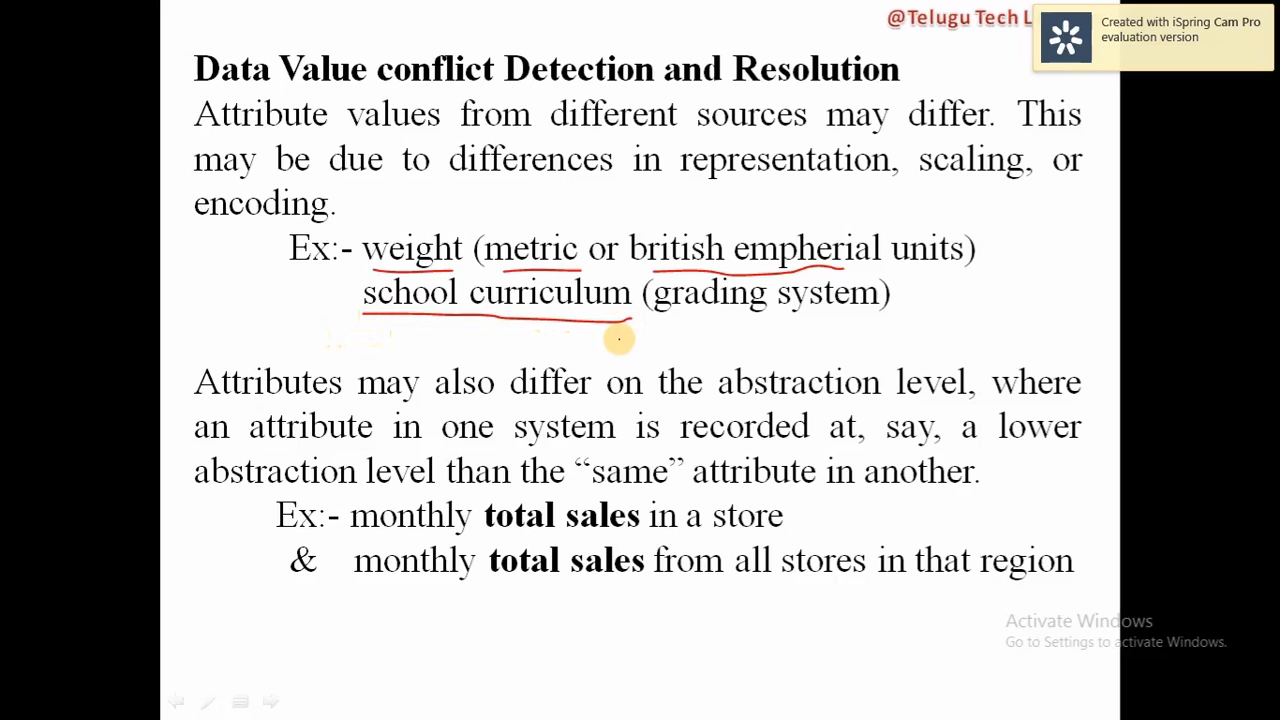 @Telugu Tech L
Created with iSpring Cam Pro
evaluation version
Data Value conflict Detection and Resolution
Attribute values from different sources may differ. This
may be due to differences in representation, scaling, or
encoding.
Ex:- weight (metric or british empherial units)
school curriculum (grading system)
Attributes may also differ on the abstraction level, where
an attribute in one system is recorded at, say, a lower
abstraction level than the “same” attribute in another.
Ex:- monthly total sales in a store
& monthly total sales from all stores in that region
Activate Windows
Go to Settings to activate Windows.